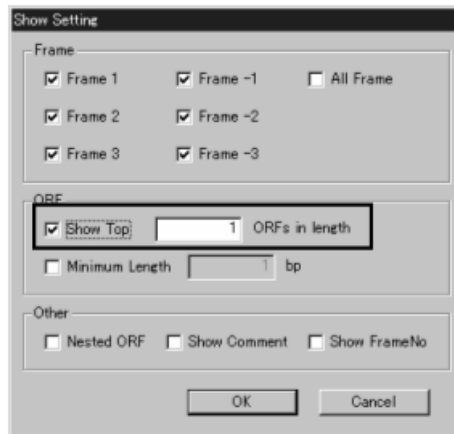 Show Setting
Frame
Frame 1 Frame -1 All Frame
Frame 2 Frame -2
Frame 3 Frame -3
ORF
Show Top 1 ORFs in length
Minimum Length 1 bp
Other
Nested ORF Show Comment Show FrameNo
OK Cancel